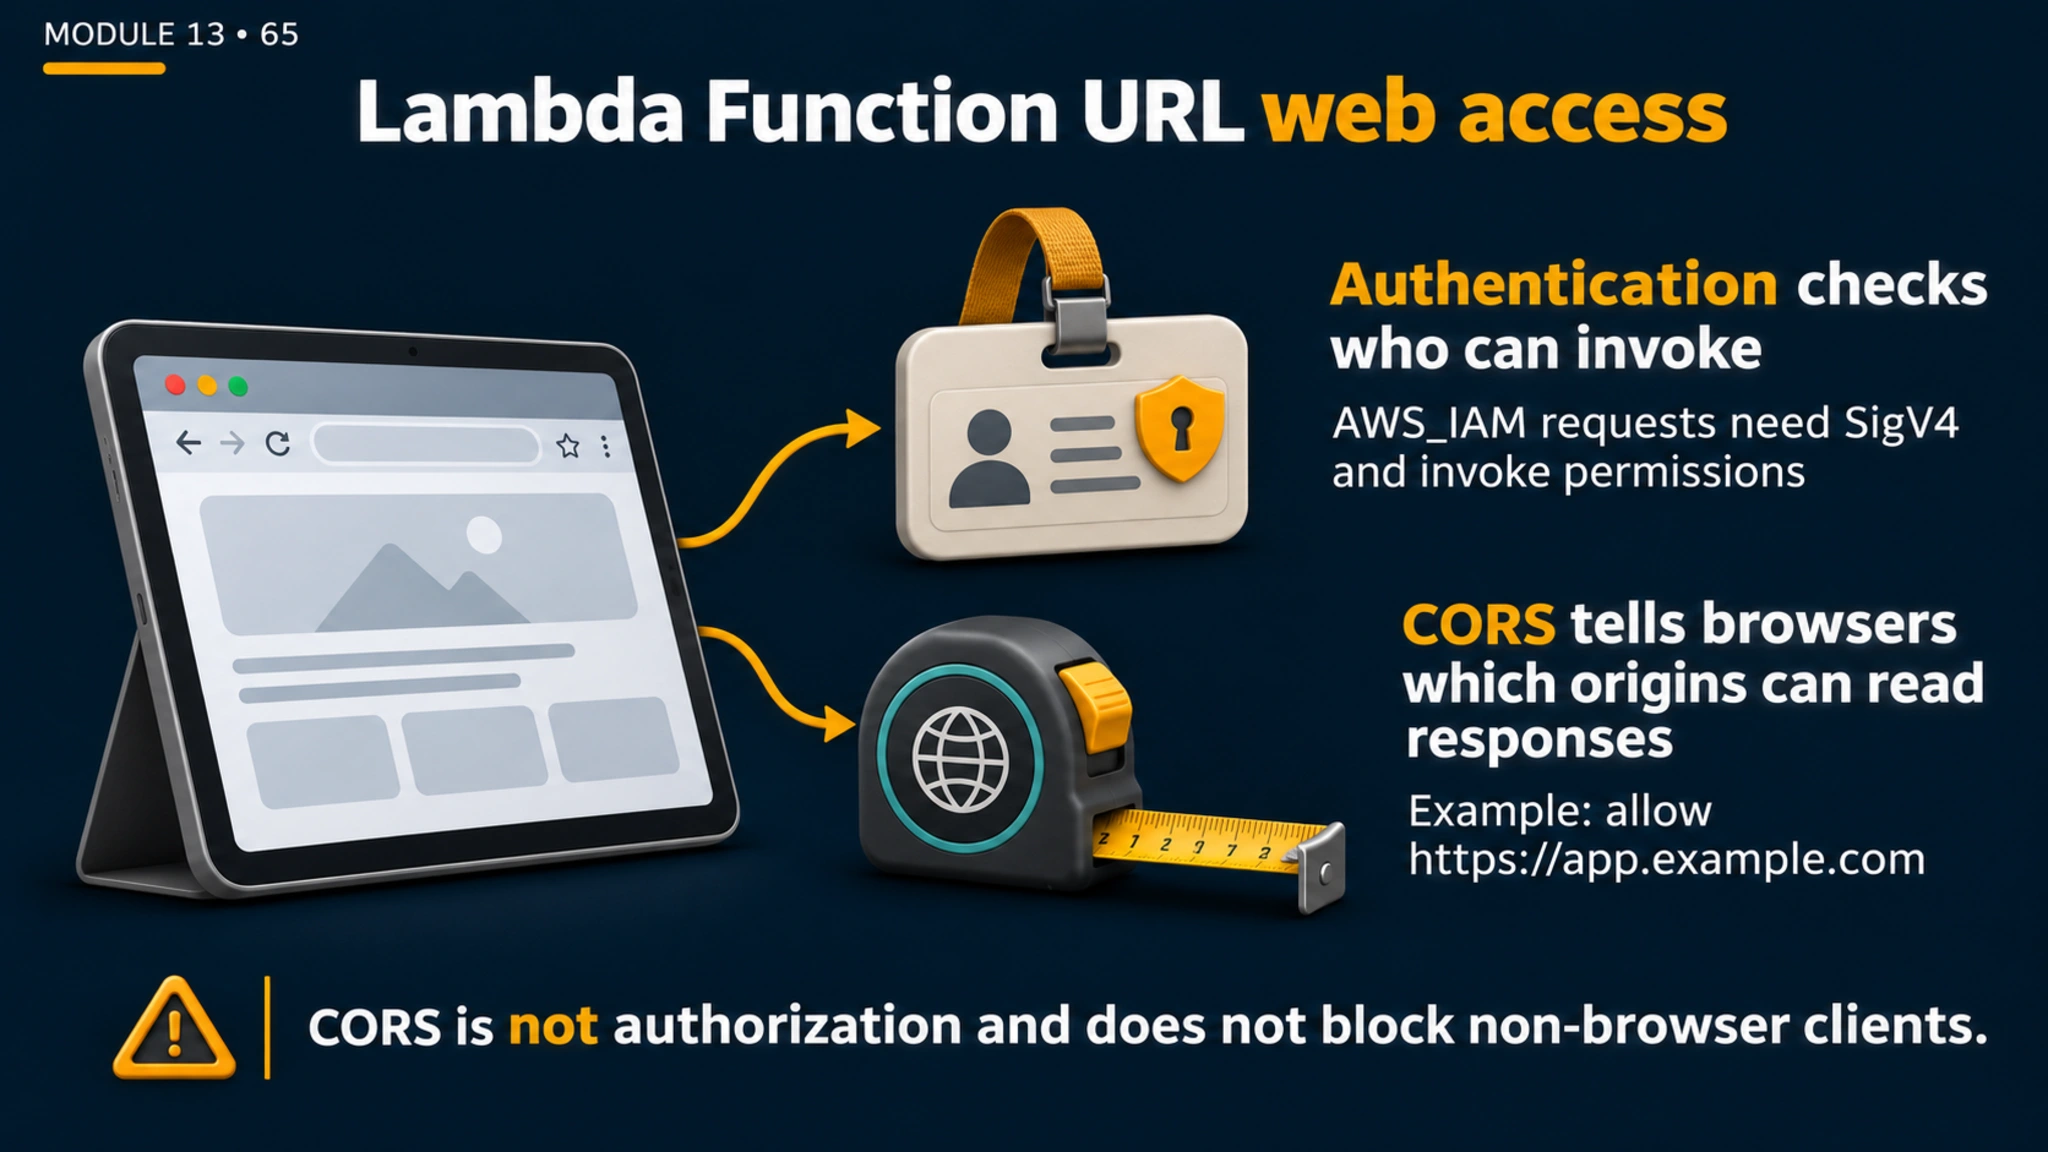 MODULE 13 • 65
Lambda Function URL web access
Authentication checks
who can invoke
AWS_IAM requests need SigV4
and invoke permissions
CORS tells browsers
which origins can read
responses
Example: allow
https://app.example.com
CORS is not authorization and does not block non-browser clients.